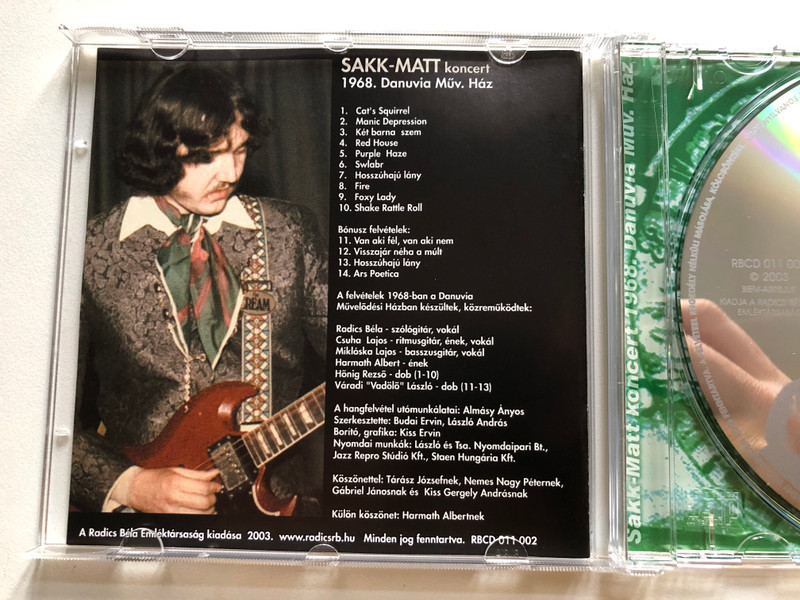 SAKK-MATT koncert
1968. Danuvia Műv. Ház
1. Cat's Squirrel
2. Manic Depression
3. Két barna szem
4. Red House
5. Purple Haze
6. Swlabr
7. Hosszúhajú lány
8. Fire
9. Foxy Lady
10. Shake Rattle Roll
Bónusz felvételek:
11. Van aki fél, van aki nem
12. Visszajár néha a múlt
13. Hosszúhajú lány
14. Ars Poetica
A felvételek 1968-ban a Danuvia
Művelődési Házban készültek, közreműködtek:
Radics Béla - szólógitár, vokál
Csuha Lajos - ritmusgitár, ének, vokál
Miklóska Lajos - basszusgitár, vokál
Harmath Albert - ének
Hönig Rezső - dob (1-10)
Váradi "Vadölő" László - dob (11-13)
A hangfelvétel utómunkálatai: Almásy Ányos
Szerkesztette: Budai Ervin, László András
Borító, grafika: Kiss Ervin
Nyomdai munkák: László és Tsa. Nyomdaipari Bt.,
Jazz Repro Stúdió Kft., Staen Hungária Kft.
Köszönettel: Tárász Józsefnek, Nemes Nagy Péternek,
Gábriel Jánosnak és Kiss Gergely Andrásnak
Külön köszönet: Harmath Albertnek
A Radics Béla Emléktársaság kiadása 2003. www.radicsrb.hu Minden jog fenntartva. RBCD 011 002
CREAM
Sakk-Matt koncert 1968. Danuvia Műv. Ház
RBCD 011 002
© 2003
KIADJA A RADICS